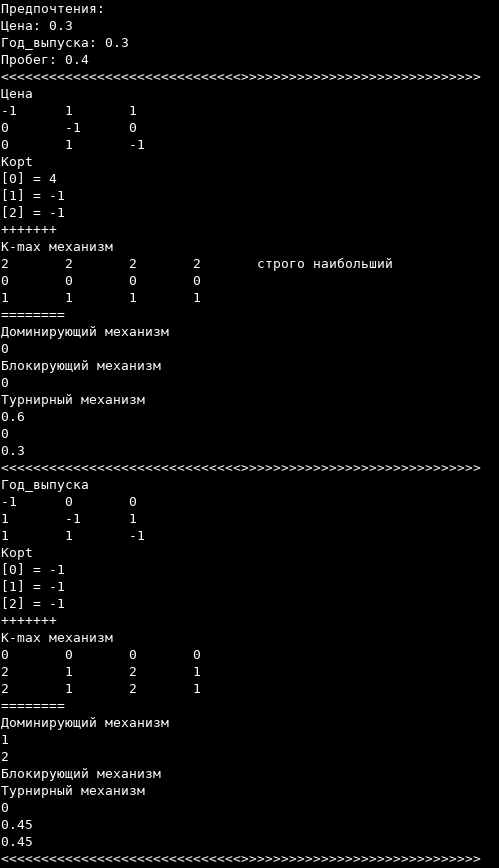 Предпочтения:
Цена: 0.3
Год_выпуска: 0.3
Пробег: 0.4
<<<<<<<<<<<<<<<<<<<<<<<<<<<<<<>>>>>>>>>>>>>>>>>>>>>>>>>>>>>>
Цена
-1 1 1
0 -1 0
0 1 -1
Kopt
[0] = 4
[1] = -1
[2] = -1
+++++++
K-max механизм
2 2 2 2 строго наибольший
0 0 0 0
1 1 1 1
========
Доминирующий механизм
0
Блокирующий механизм
0
Турнирный механизм
0.6
0
0.3
<<<<<<<<<<<<<<<<<<<<<<<<<<<<<<>>>>>>>>>>>>>>>>>>>>>>>>>>>>>>
Год_выпуска
-1 0 0
1 -1 1
1 1 -1
Kopt
[0] = -1
[1] = -1
[2] = -1
+++++++
K-max механизм
0 0 0 0
2 1 2 1
2 1 2 1
========
Доминирующий механизм
1
2
Блокирующий механизм
Турнирный механизм
0
0.45
0.45
<<<<<<<<<<<<<<<<<<<<<<<<<<<<<<>>>>>>>>>>>>>>>>>>>>>>>>>>>>>>